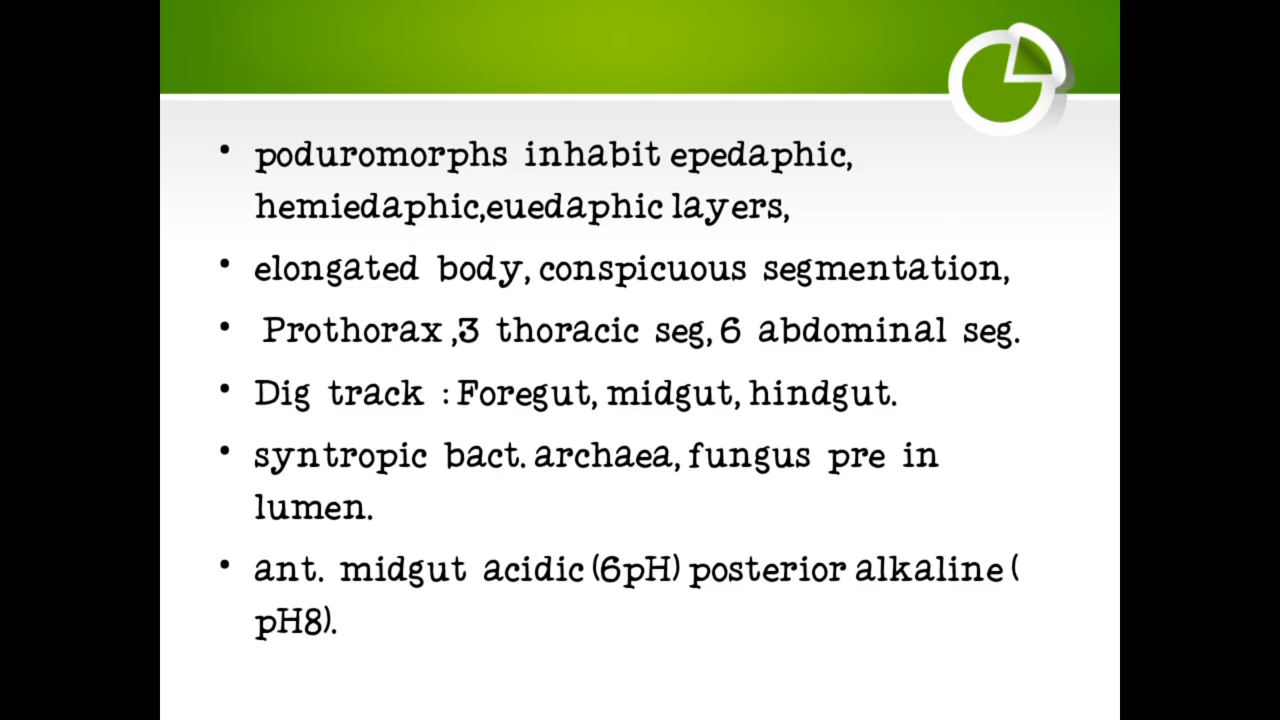 • poduromorphs inhabit epedaphic,
hemiedaphic,euedaphic layers,
• elongated body, conspicuous segmentation,
• Prothorax ,3 thoracic seg, 6 abdominal seg.
• Dig track : Foregut, midgut, hindgut.
• syntropic bact. archaea, fungus pre in
lumen.
• ant. midgut acidic (6pH) posterior alkaline (
pH8).